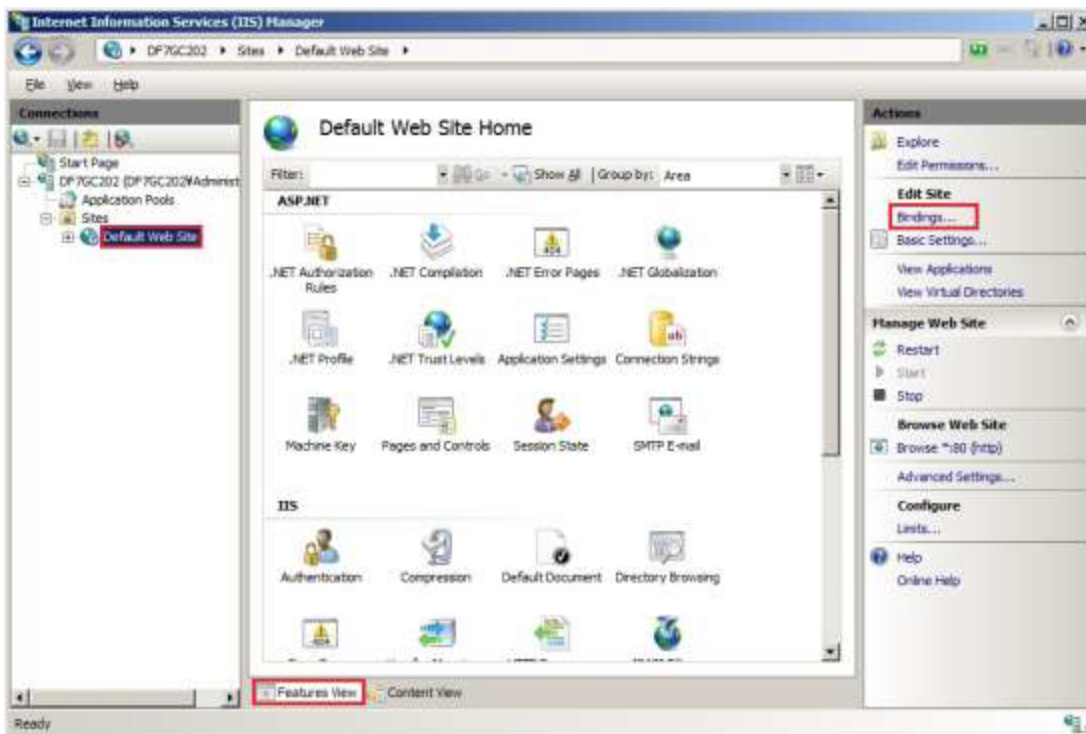 Internet Information Services (IIS) Manager
DF7GC202 Sites Default Web Site
File View Help
Connections
Start Page
DF7GC202 (DF7GC202¥Administ
Application Pools
Sites
Default Web Site
Default Web Site Home
Filter: Go Show All Group by: Area
ASP.NET
.NET Authorization Rules
.NET Compilation
.NET Error Pages
.NET Globalization
.NET Profile
.NET Trust Levels
Application Settings
Connection Strings
Machine Key
Pages and Controls
Session State
SMTP E-mail
IIS
Authentication
Compression
Default Document
Directory Browsing
Features View
Content View
Actions
Explore
Edit Permissions...
Edit Site
Bindings...
Basic Settings...
View Applications
View Virtual Directories
Manage Web Site
Restart
Start
Stop
Browse Web Site
Browse *:80 (http)
Advanced Settings...
Configure
Limits...
Help
Online Help
Ready